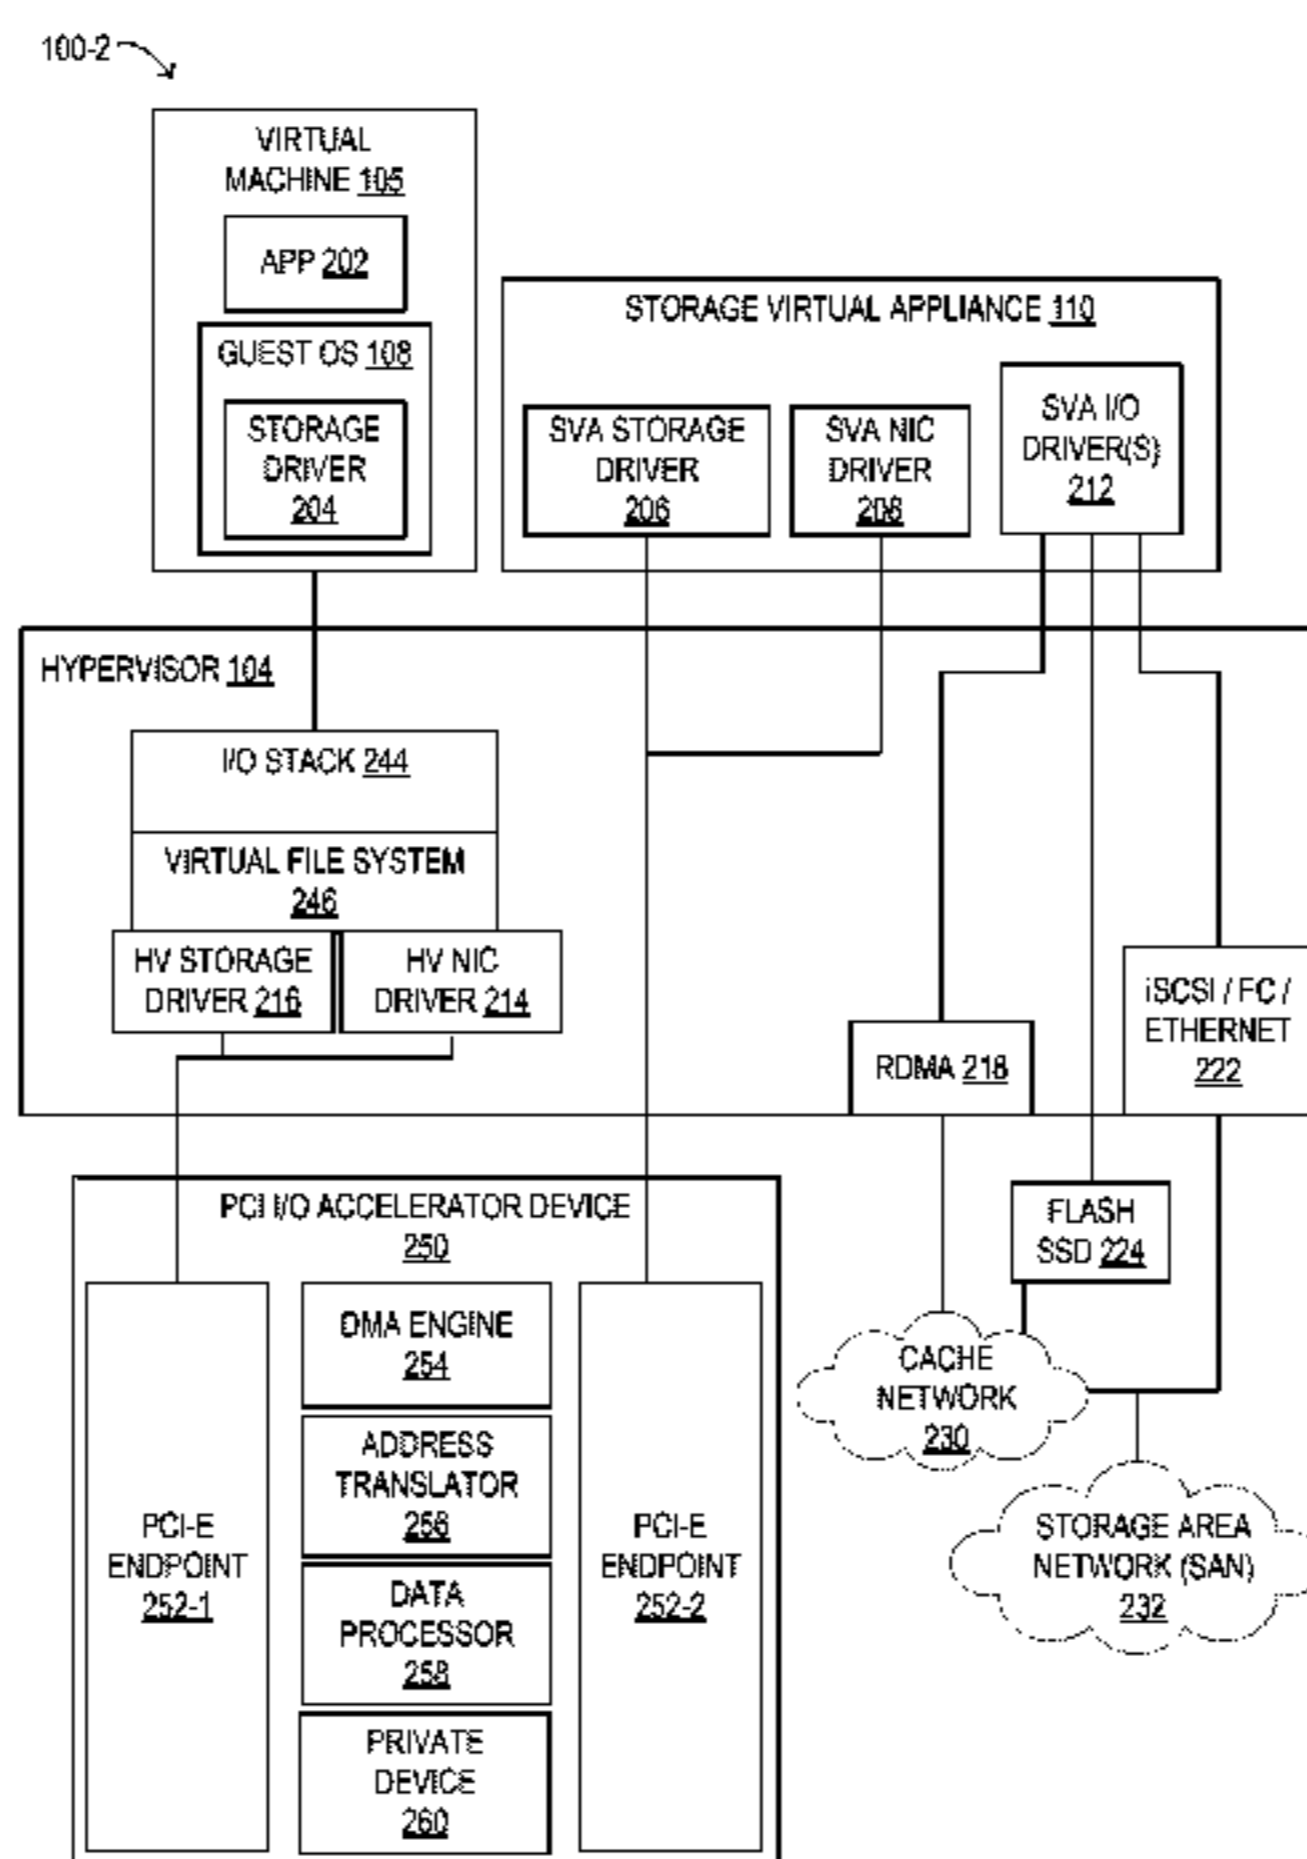 100-2
VIRTUAL
MACHINE 105
APP 202
GUEST OS 108
STORAGE
DRIVER
204
STORAGE VIRTUAL APPLIANCE 110
SVA STORAGE
DRIVER
206
SVA NIC
DRIVER
208
SVA I/O
DRIVER(S)
212
HYPERVISOR 104
I/O STACK 244
VIRTUAL FILE SYSTEM
246
HV STORAGE
DRIVER 216
HV NIC
DRIVER 214
RDMA 218
iSCSI / FC /
ETHERNET
222
PCI I/O ACCELERATOR DEVICE
250
FLASH
SSD 224
PCI-E
ENDPOINT
252-1
DMA ENGINE
254
ADDRESS
TRANSLATOR
256
DATA
PROCESSOR
258
PRIVATE
DEVICE
260
PCI-E
ENDPOINT
252-2
CACHE
NETWORK
230
STORAGE AREA
NETWORK (SAN)
232